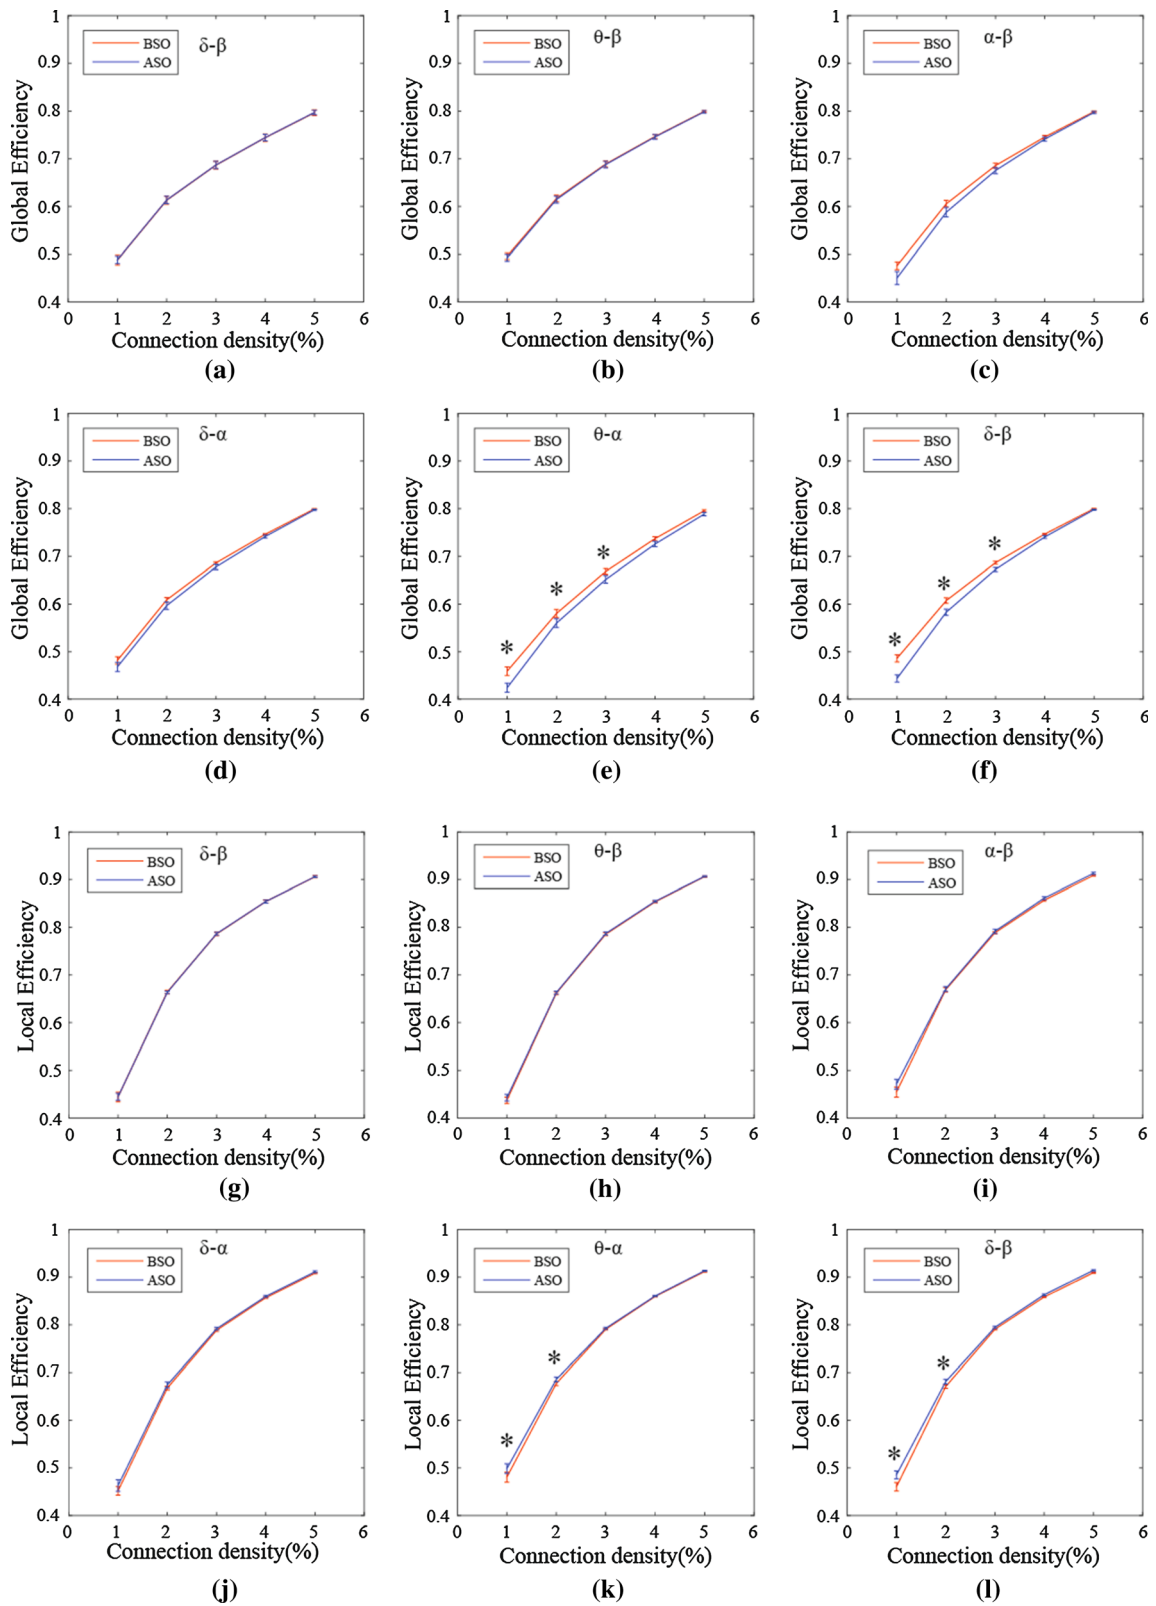 1
0.9
0.8
0.7
0.6
0.5
0.4
Global Efficiency
BSO
ASO
δ-β
0 1 2 3 4 5 6
Connection density(%)
(a)
1
0.9
0.8
0.7
0.6
0.5
0.4
Global Efficiency
BSO
ASO
θ-β
0 1 2 3 4 5 6
Connection density(%)
(b)
1
0.9
0.8
0.7
0.6
0.5
0.4
Global Efficiency
BSO
ASO
α-β
0 1 2 3 4 5 6
Connection density(%)
(c)
1
0.9
0.8
0.7
0.6
0.5
0.4
Global Efficiency
BSO
ASO
δ-α
0 1 2 3 4 5 6
Connection density(%)
(d)
1
0.9
0.8
0.7
0.6
0.5
0.4
Global Efficiency
BSO
ASO
θ-α
* * *
0 1 2 3 4 5 6
Connection density(%)
(e)
1
0.9
0.8
0.7
0.6
0.5
0.4
Global Efficiency
BSO
ASO
δ-β
* * *
0 1 2 3 4 5 6
Connection density(%)
(f)
1
0.9
0.8
0.7
0.6
0.5
0.4
Local Efficiency
BSO
ASO
δ-β
0 1 2 3 4 5 6
Connection density(%)
(g)
1
0.9
0.8
0.7
0.6
0.5
0.4
Local Efficiency
BSO
ASO
θ-β
0 1 2 3 4 5 6
Connection density(%)
(h)
1
0.9
0.8
0.7
0.6
0.5
0.4
Local Efficiency
BSO
ASO
α-β
0 1 2 3 4 5 6
Connection density(%)
(i)
1
0.9
0.8
0.7
0.6
0.5
0.4
Local Efficiency
BSO
ASO
δ-α
0 1 2 3 4 5 6
Connection density(%)
(j)
1
0.9
0.8
0.7
0.6
0.5
0.4
Local Efficiency
BSO
ASO
θ-α
* *
0 1 2 3 4 5 6
Connection density(%)
(k)
1
0.9
0.8
0.7
0.6
0.5
0.4
Local Efficiency
BSO
ASO
δ-β
* *
0 1 2 3 4 5 6
Connection density(%)
(l)